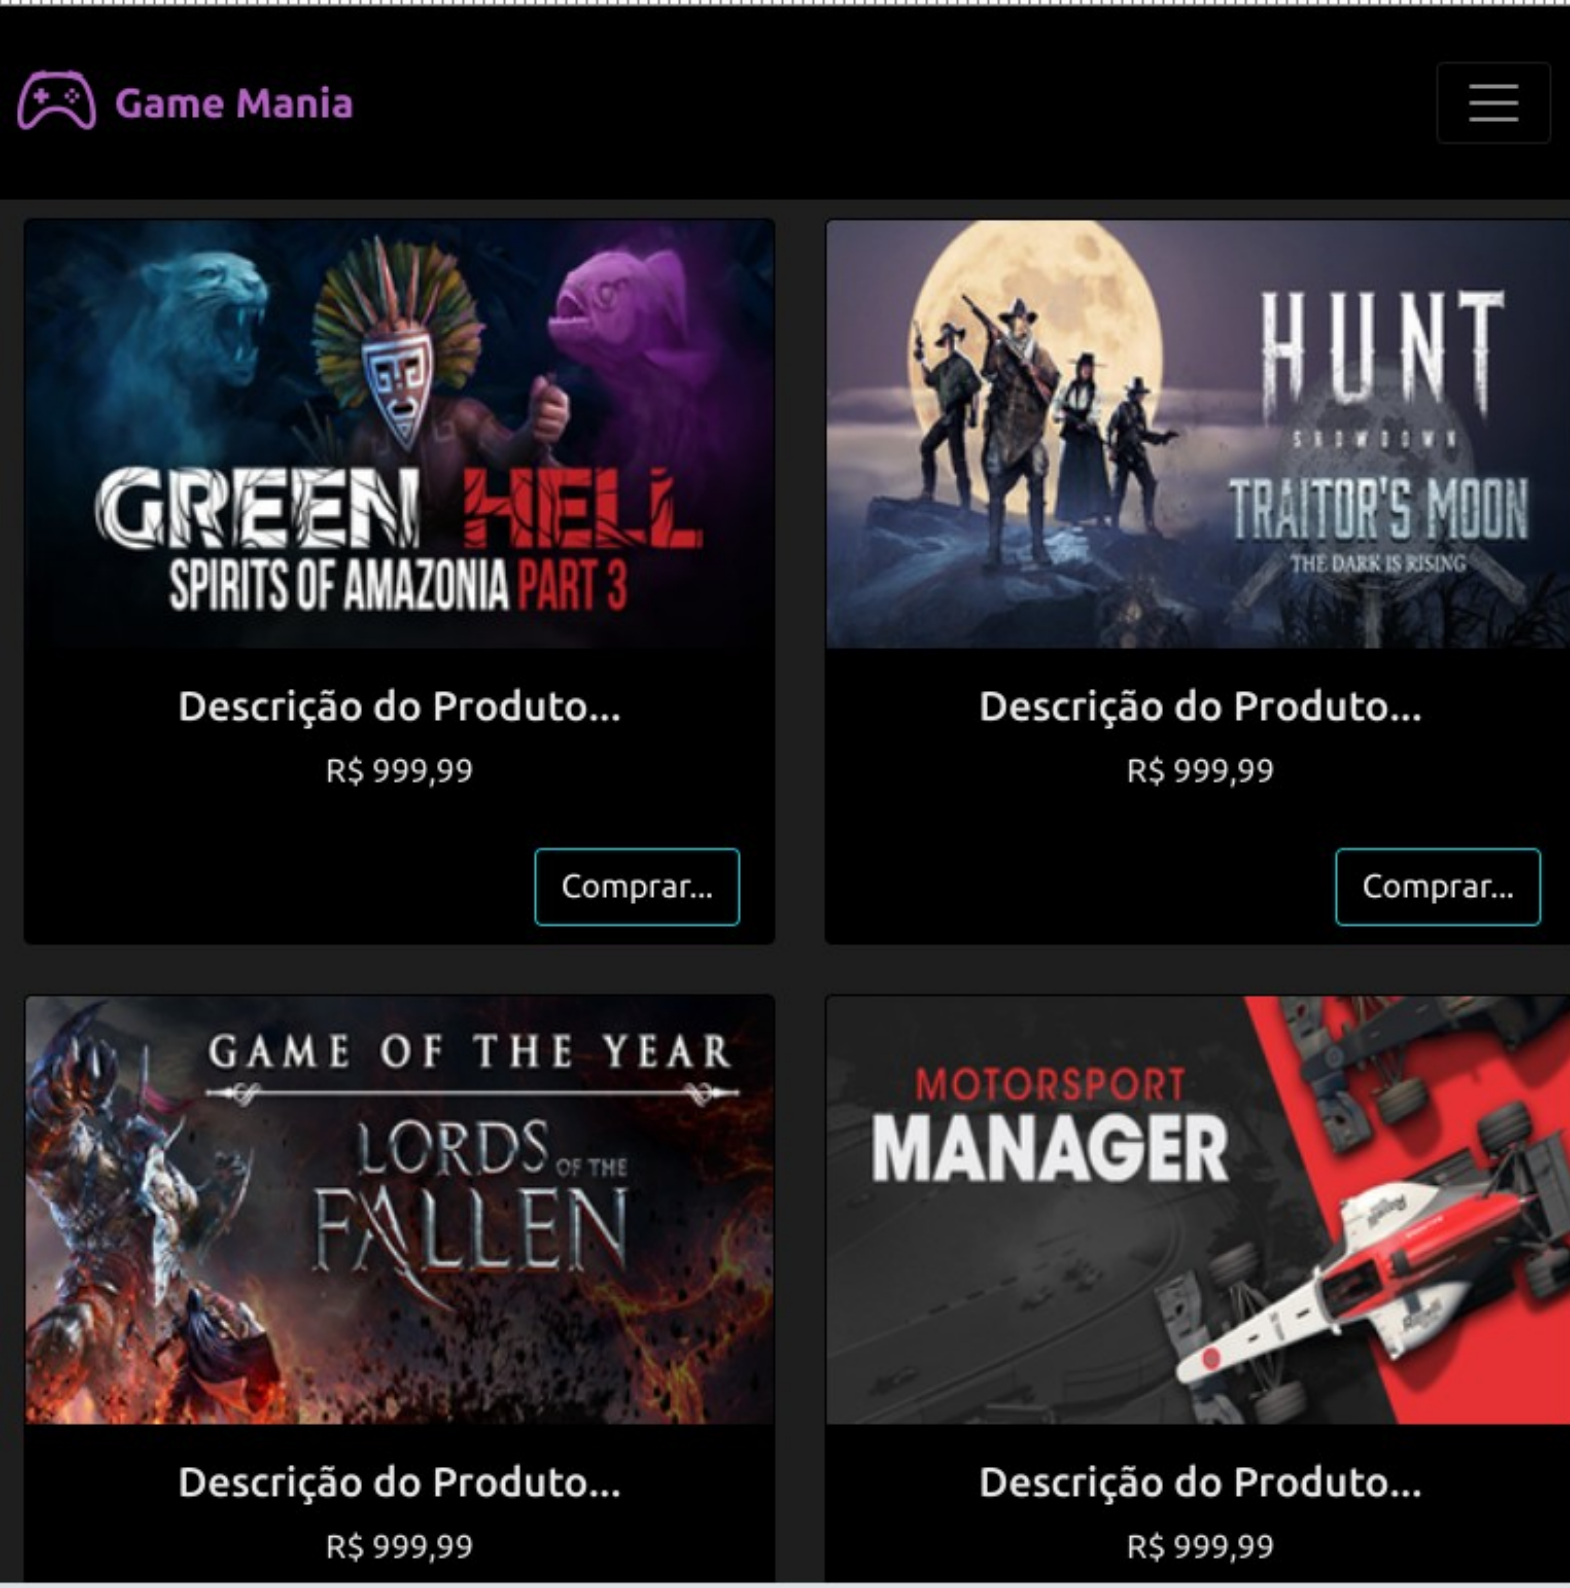 Game Mania
GREEN HELL
SPIRITS OF AMAZONIA PART 3
Descrição do Produto...
R$ 999,99
Comprar...
HUNT
SHOWDOWN
TRAITOR'S MOON
THE DARK IS RISING
Descrição do Produto...
R$ 999,99
Comprar...
GAME OF THE YEAR
LORDS OF THE
FALLEN
Descrição do Produto...
R$ 999,99
MOTORSPORT
MANAGER
Descrição do Produto...
R$ 999,99